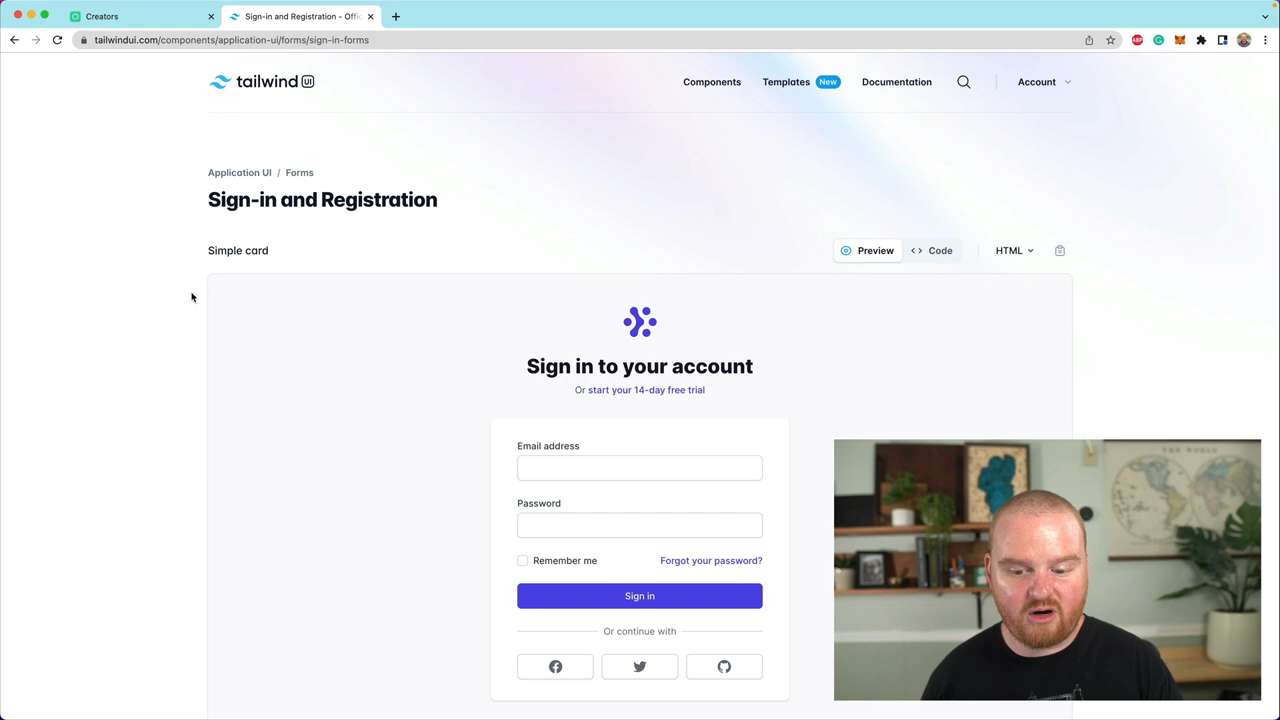 Creators
Sign-in and Registration - Offic
tailwindui.com/components/application-ui/forms/sign-in-forms
tailwind UI
Components
Templates New
Documentation
Account
Application UI / Forms
Sign-in and Registration
Simple card
Preview
Code
HTML
Sign in to your account
Or start your 14-day free trial
Email address
Password
Remember me
Forgot your password?
Sign in
Or continue with